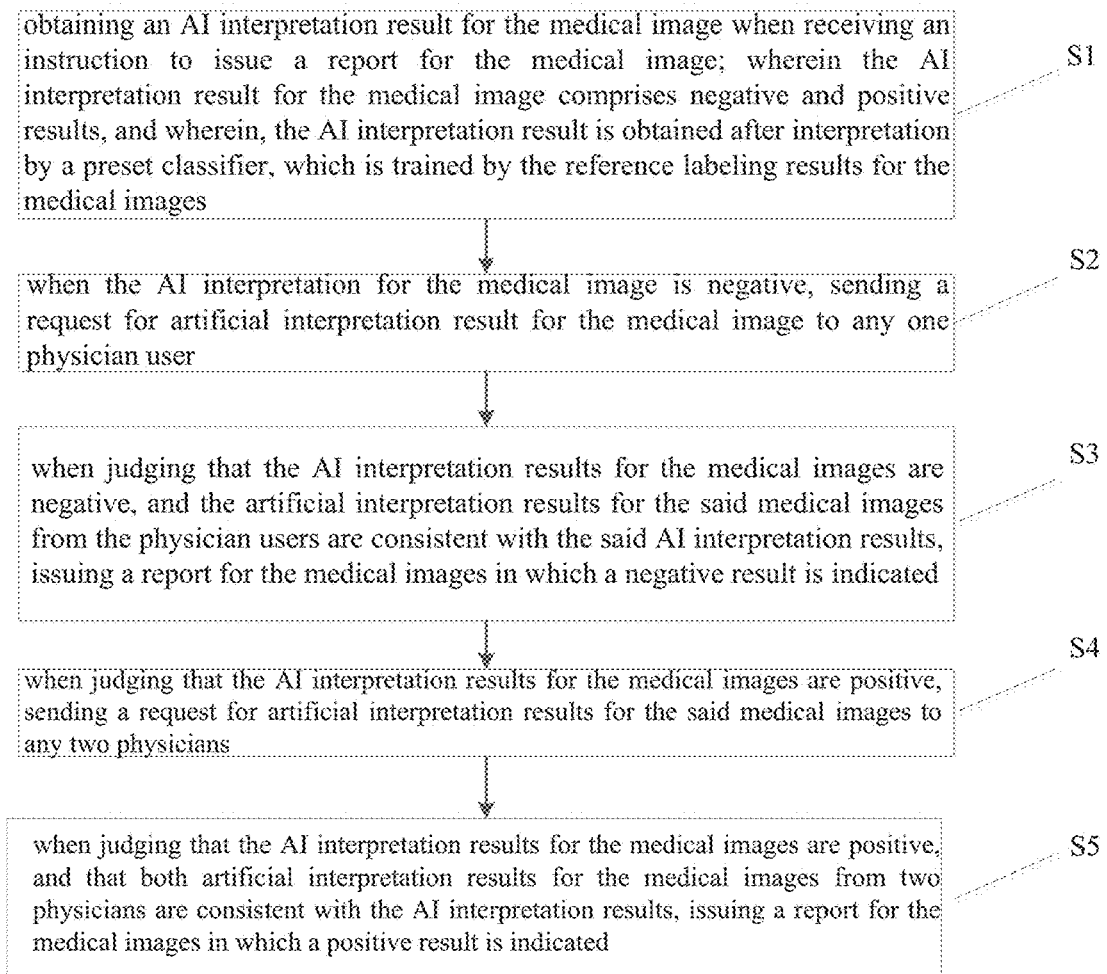 obtaining an AI interpretation result for the medical image when receiving an
instruction to issue a report for the medical image; wherein the AI
interpretation result for the medical image comprises negative and positive
results, and wherein, the AI interpretation result is obtained after interpretation
by a preset classifier, which is trained by the reference labeling results for the
medical images
S1
when the AI interpretation for the medical image is negative, sending a
request for artificial interpretation result for the medical image to any one
physician user
S2
when judging that the AI interpretation results for the medical images are
negative, and the artificial interpretation results for the said medical images
from the physician users are consistent with the said AI interpretation results,
issuing a report for the medical images in which a negative result is indicated
S3
when judging that the AI interpretation results for the medical images are positive,
sending a request for artificial interpretation results for the said medical images to
any two physicians
S4
when judging that the AI interpretation results for the medical images are positive,
and that both artificial interpretation results for the medical images from two
physicians are consistent with the AI interpretation results, issuing a report for the
medical images in which a positive result is indicated
S5